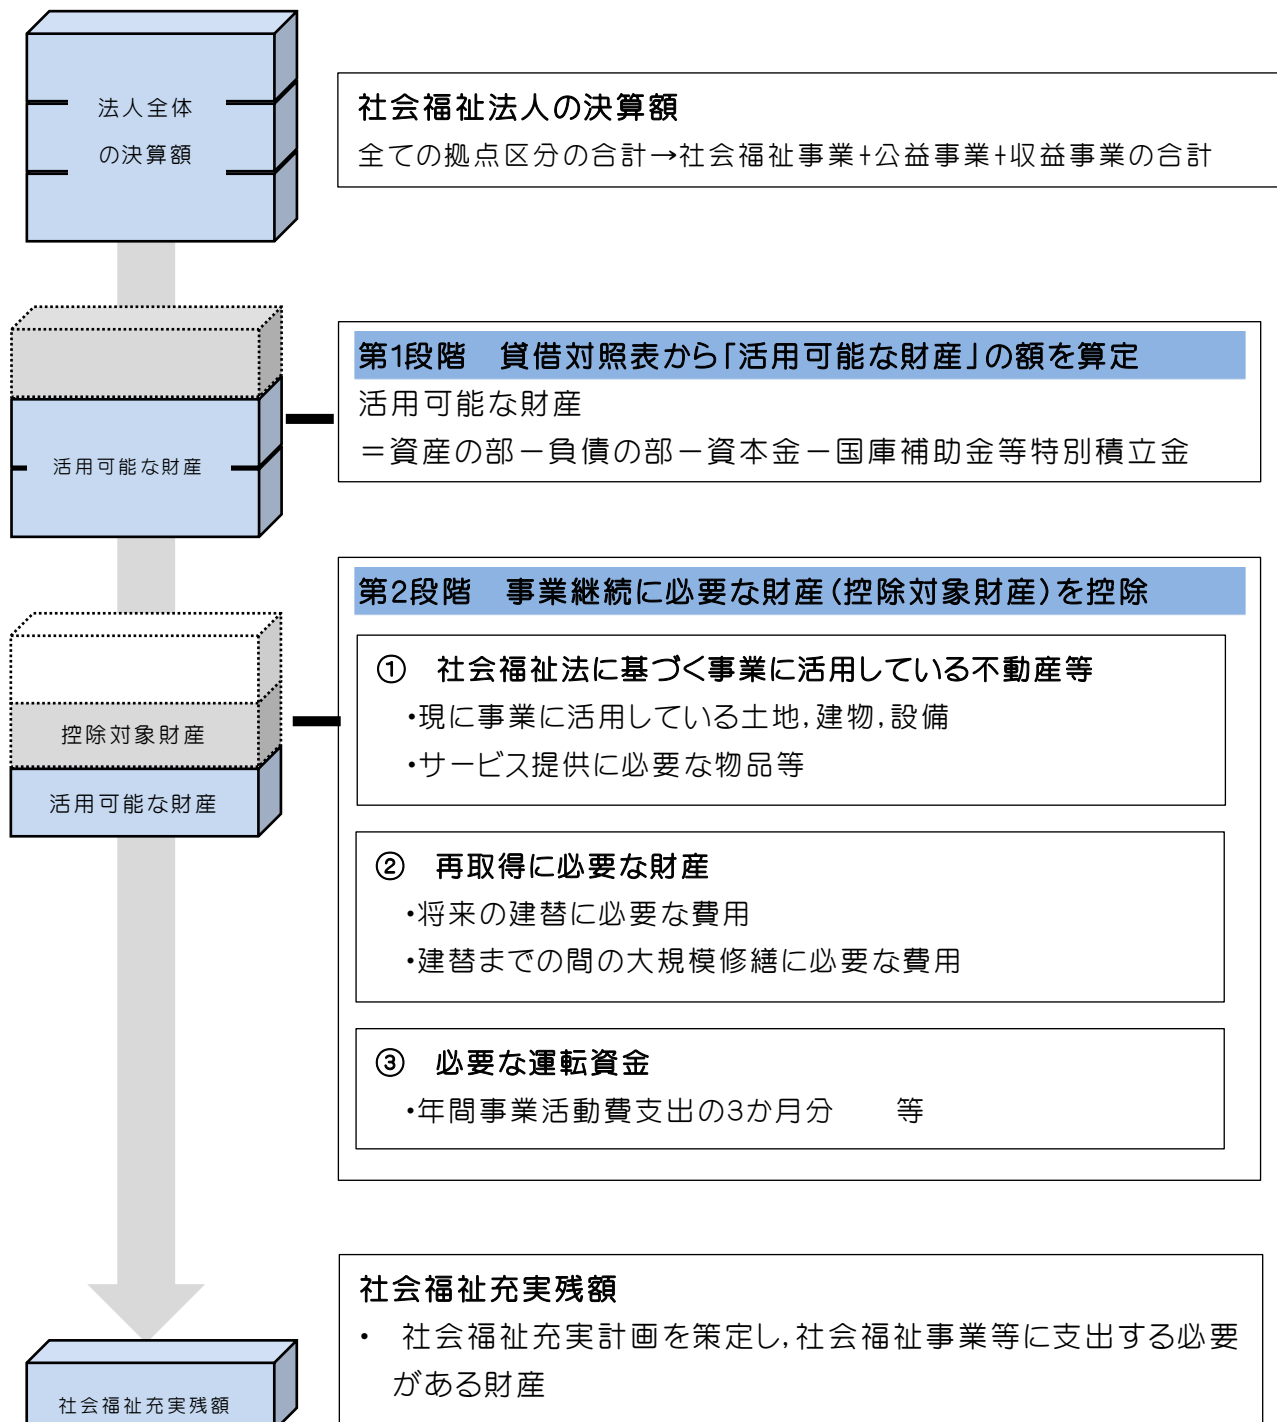 法人全体
の決算額
社会福祉法人の決算額
全ての拠点区分の合計→社会福祉事業+公益事業+収益事業の合計
活用可能な財産
第1段階　貸借対照表から「活用可能な財産」の額を算定
活用可能な財産
＝資産の部－負債の部－資本金－国庫補助金等特別積立金
控除対象財産
活用可能な財産
第2段階　事業継続に必要な財産(控除対象財産)を控除
①　社会福祉法に基づく事業に活用している不動産等
・現に事業に活用している土地,建物,設備
・サービス提供に必要な物品等
②　再取得に必要な財産
・将来の建替に必要な費用
・建替までの間の大規模修繕に必要な費用
③　必要な運転資金
・年間事業活動費支出の3か月分　　等
社会福祉充実残額
社会福祉充実残額
・　社会福祉充実計画を策定し,社会福祉事業等に支出する必要
がある財産